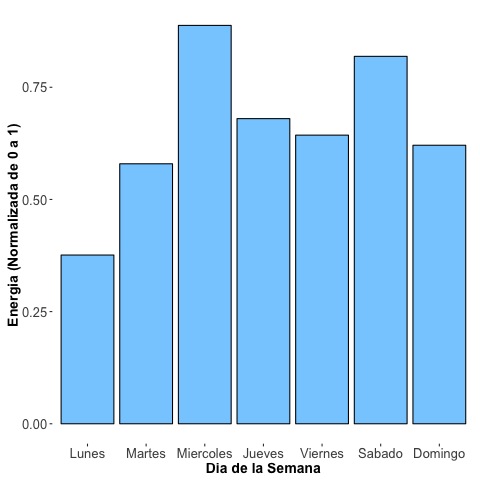 Energia (Normalizada de 0 a 1)
0.75
0.50
0.25
0.00
Lunes Martes Miercoles Jueves Viernes Sabado Domingo
Dia de la Semana